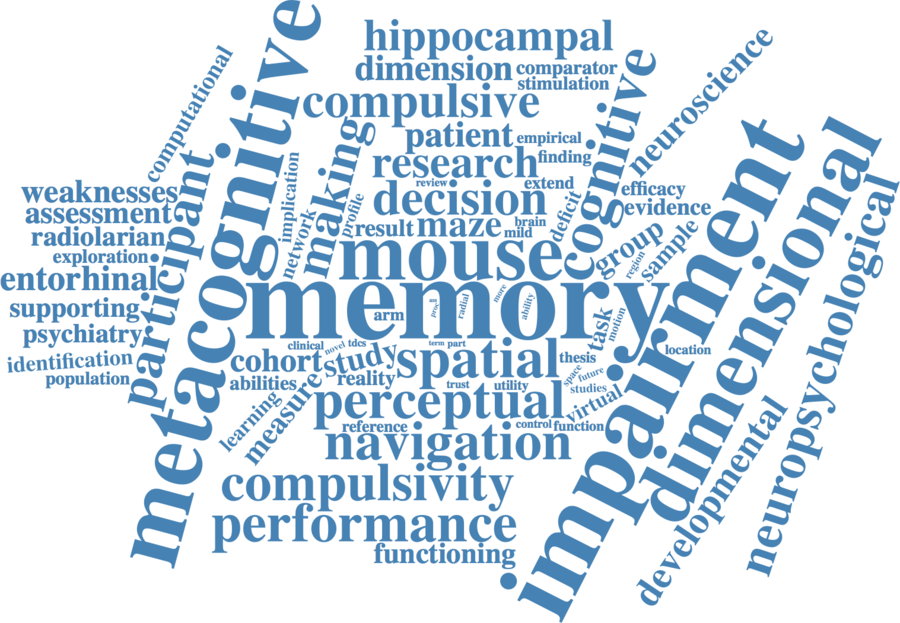 hippocampal
dimension
comparator
stimulation
compulsive
metacognitive
computational
neuroscience
cognitive
patient
empirical
making
research
finding
implication
participant
review
extend
weaknesses
decision
efficacy
evidence
assessment
profile
deficit
network
result
maze
brain
mild
radiolarian
group
sample
exploration
mouse
region
entorhinal
memory
impairment
dimensional
neuropsychological
supporting
arm
radial
more
ability
task
motion
psychiatry
clinical
novel
tdcs
term
part
location
identification
cohort
study
spatial
thesis
population
abilities
reality
trust
utility
space
future
studies
measure
learning
perceptual
virtual
reference
control
function
navigation
developmental
compulsivity
performance
functioning